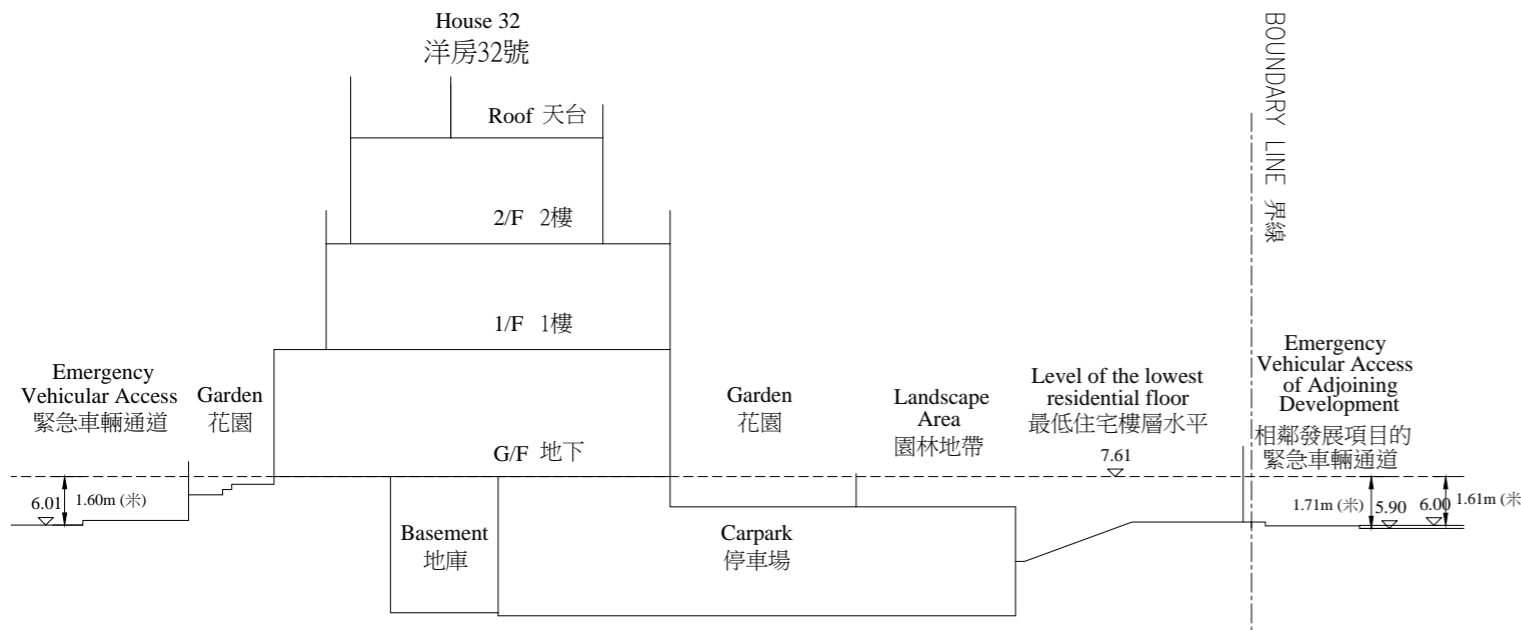 House 32
洋房32號
BOUNDARY LINE 界線
Roof 天台
2/F 2樓
1/F 1樓
Emergency
Vehicular Access
緊急車輛通道
Garden
花園
G/F 地下
Garden
花園
Landscape
Area
園林地帶
Level of the lowest
residential floor
最低住宅樓層水平
7.61
Emergency
Vehicular Access
of Adjoining
Development
相鄰發展項目的
緊急車輛通道
6.01
1.60m (米)
Basement
地庫
Carpark
停車場
1.71m (米)
5.90
6.00
1.61m (米